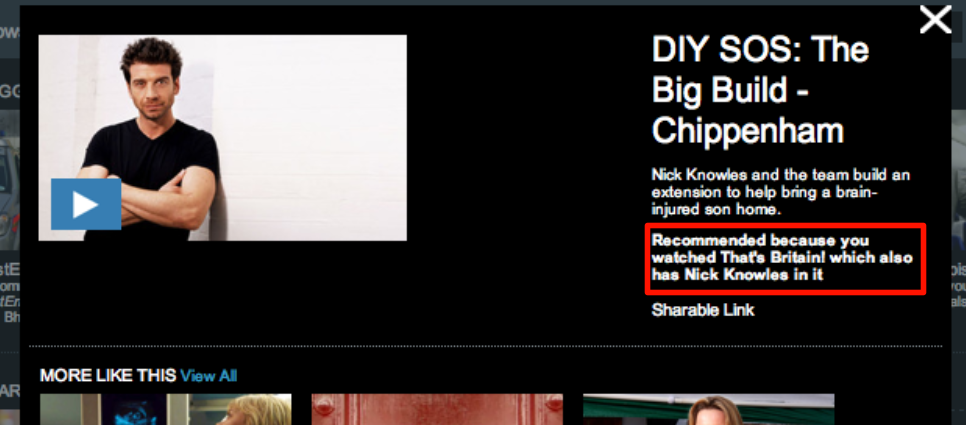 DIY SOS: The
Big Build -
Chippenham
Nick Knowles and the team build an
extension to help bring a brain-
injured son home.
Recommended because you
watched That's Britain! which also
has Nick Knowles in it
Sharable Link
MORE LIKE THIS View All